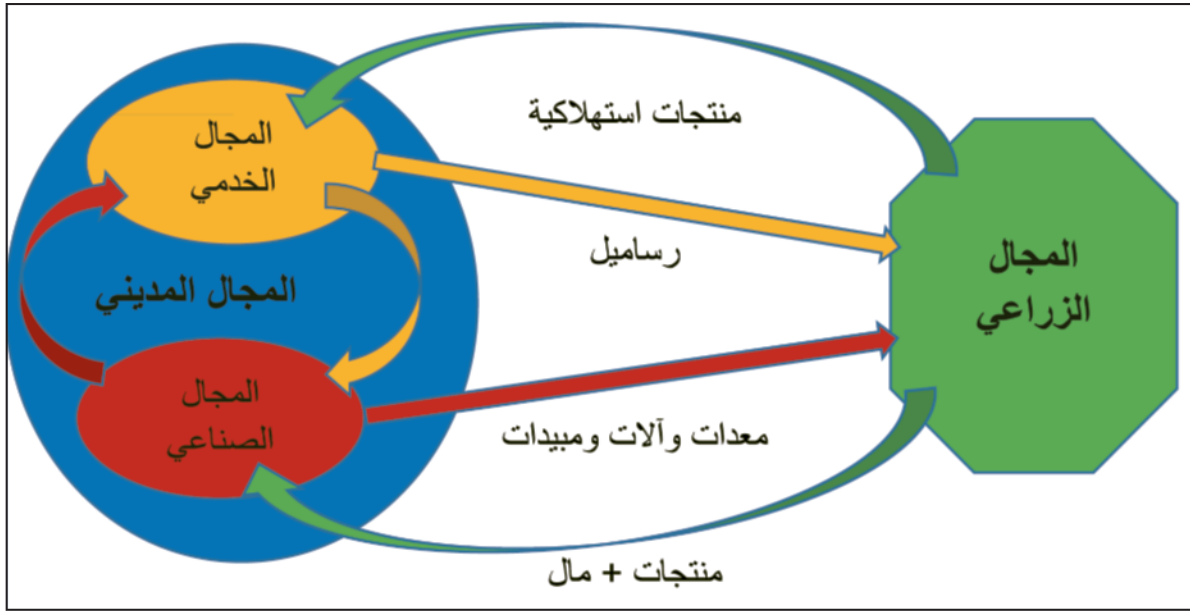 منتجات استهلاكية
المجال
الخدمي
رساميل
المجال
الزراعي
المجال المديني
المجال
الصناعي
معدات وآلات ومبيدات
منتجات + مال